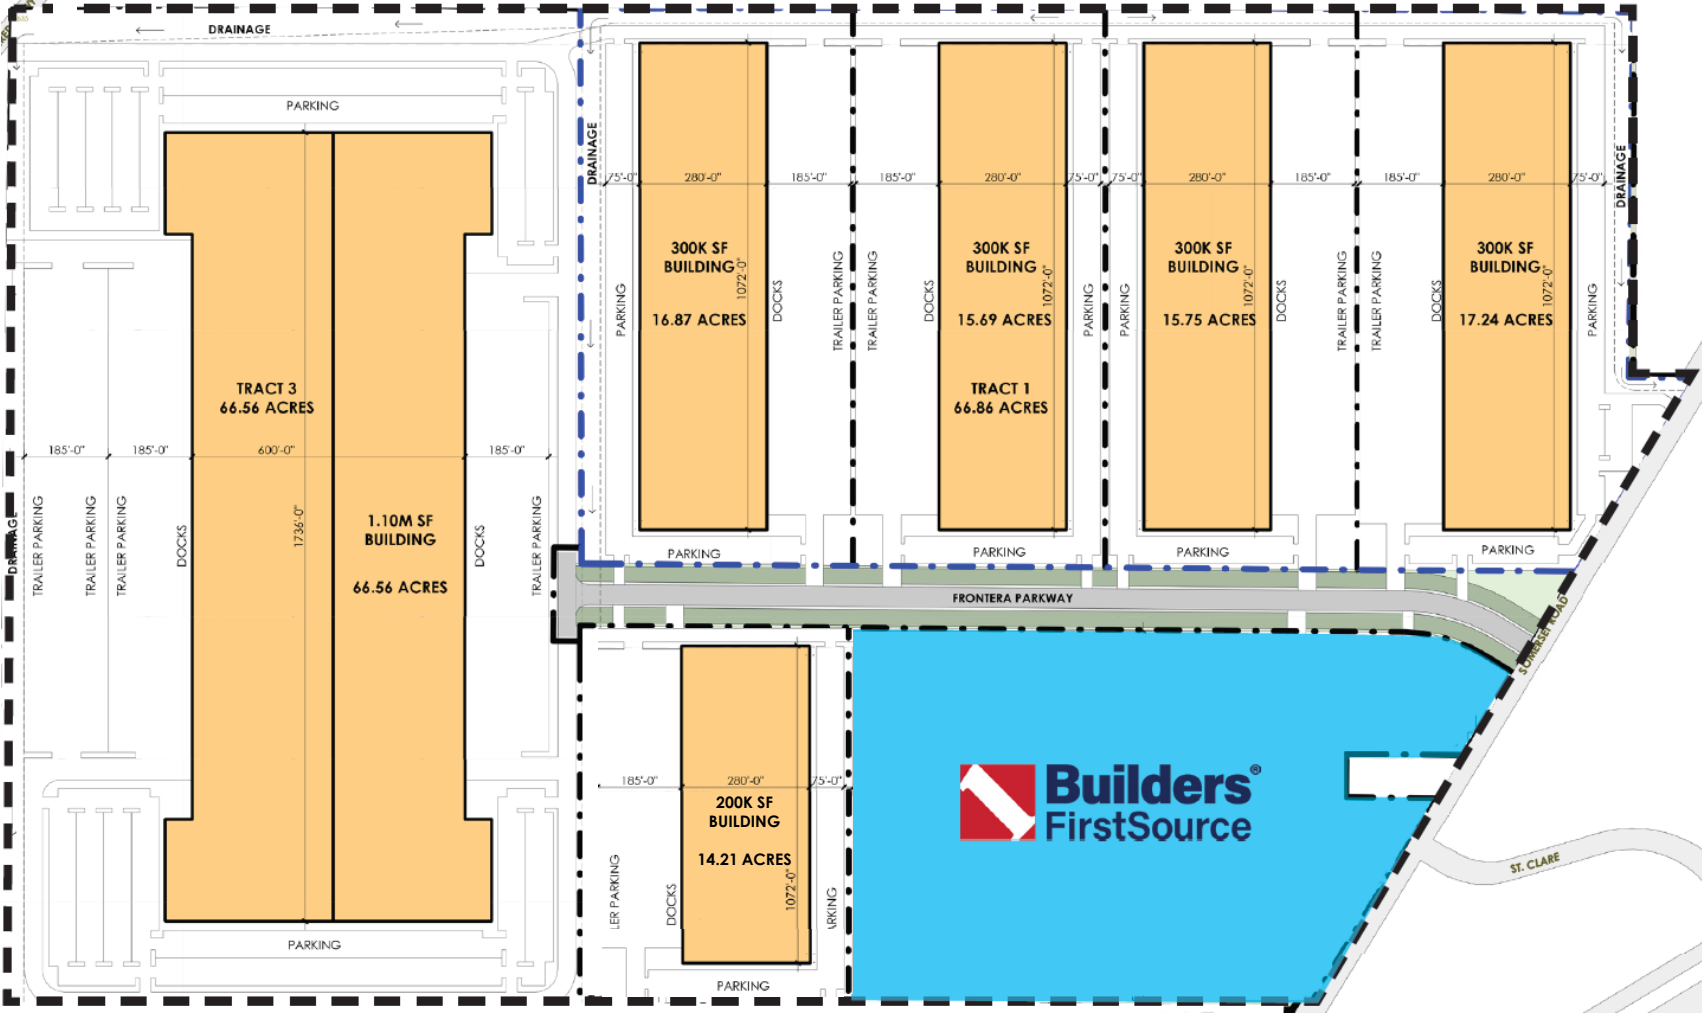 DRAINAGE
PARKING
TRACT 3
66.56 ACRES
185'-0"
185'-0"
600'-0"
185'-0"
1736'-0"
1.10M SF
BUILDING
66.56 ACRES
DRAINAGE
TRAILER PARKING
TRAILER PARKING
TRAILER PARKING
DOCKS
DOCKS
TRAILER PARKING
PARKING
DRAINAGE
75'-0"
280'-0"
185'-0"
185'-0"
280'-0"
75'-0"
75'-0"
280'-0"
185'-0"
185'-0"
280'-0"
75'-0"
DRAINAGE
300K SF
BUILDING
1072'-0"
16.87 ACRES
300K SF
BUILDING
1072'-0"
15.69 ACRES
TRACT 1
66.86 ACRES
300K SF
BUILDING
1072'-0"
15.75 ACRES
300K SF
BUILDING
1072'-0"
17.24 ACRES
PARKING
DOCKS
TRAILER PARKING
TRAILER PARKING
DOCKS
PARKING
PARKING
DOCKS
TRAILER PARKING
TRAILER PARKING
DOCKS
PARKING
PARKING
PARKING
PARKING
PARKING
FRONTERA PARKWAY
SOMERSET ROAD
185'-0"
280'-0"
75'-0"
200K SF
BUILDING
14.21 ACRES
1072'-0"
LER PARKING
DOCKS
ARKING
PARKING
Builders®
FirstSource
ST. CLARE